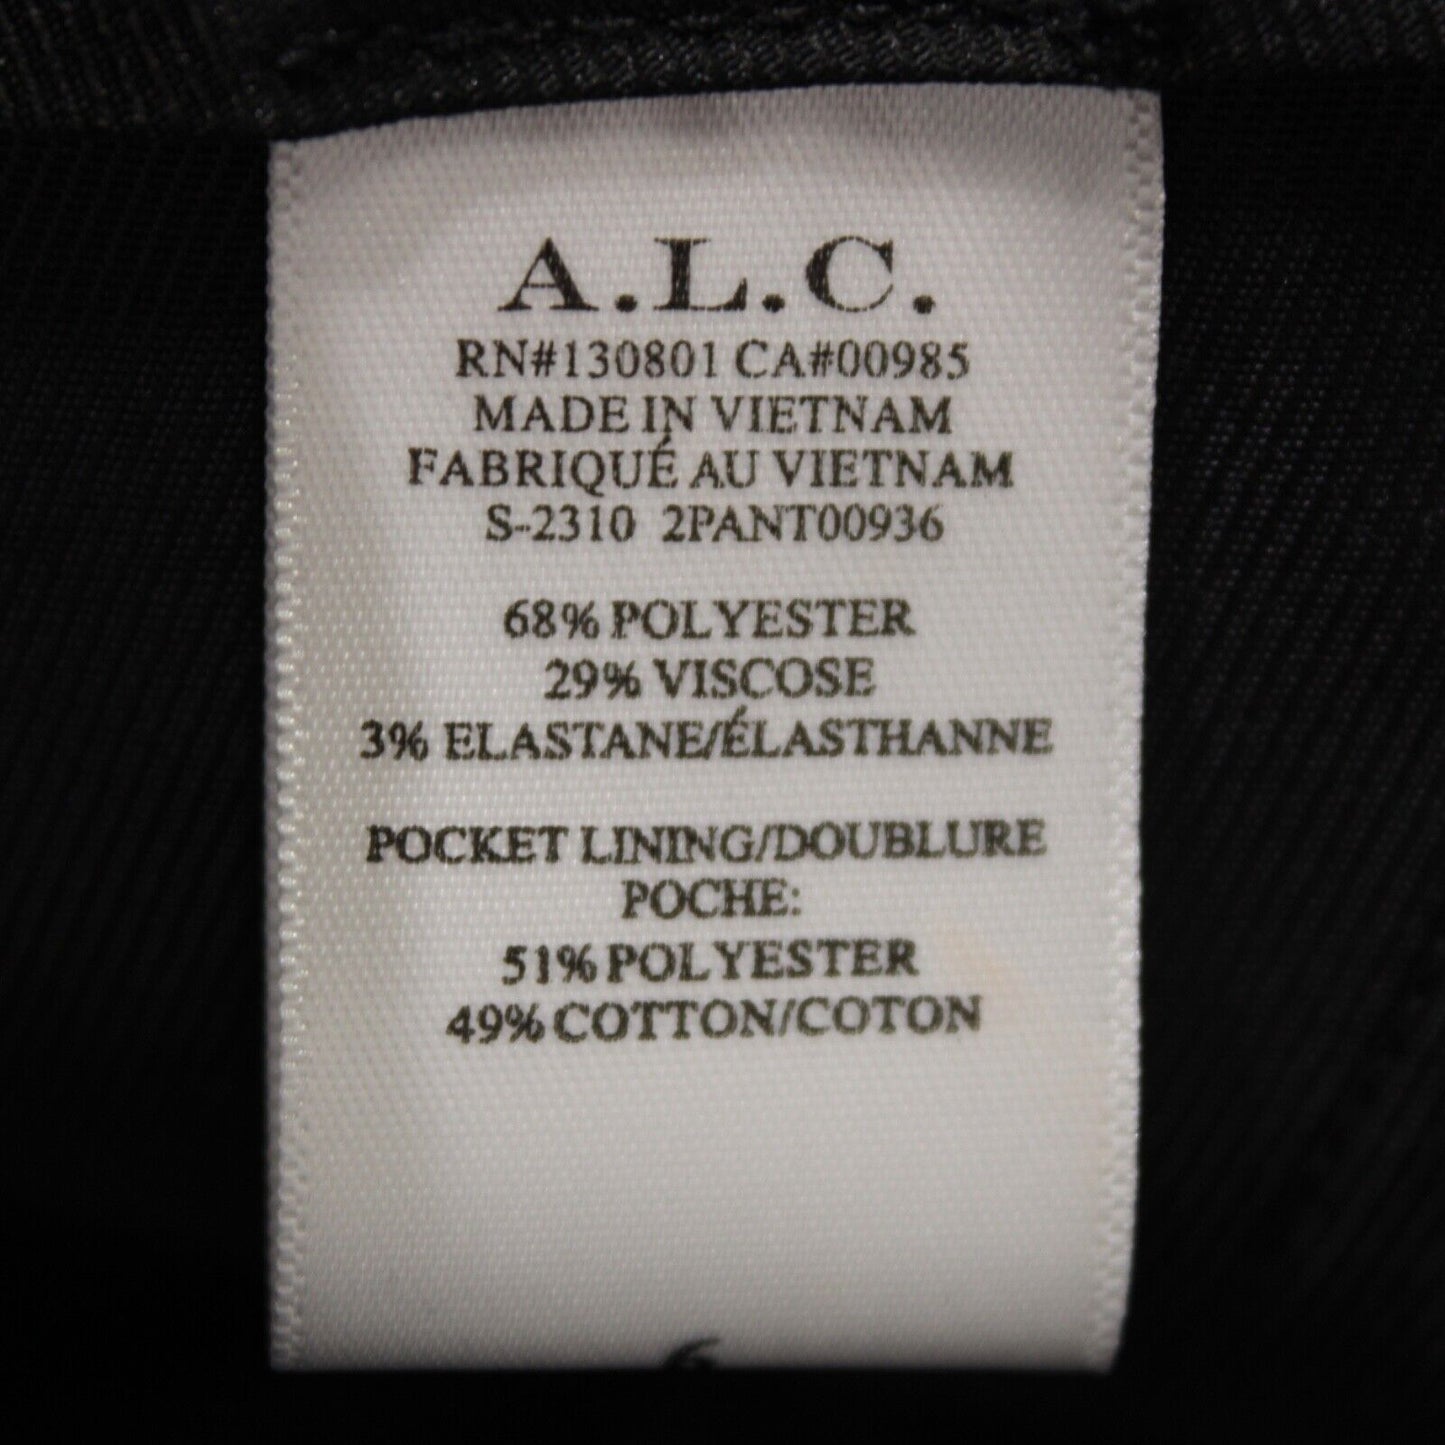 A.L.C.
RN#130801 CA#00985
MADE IN VIETNAM
FABRIQUÉ AU VIETNAM
S-2310 2PANT00936
68% POLYESTER
29% VISCOSE
3% ELASTANE/ÉLASTHANNE
POCKET LINING/DOUBLURE
POCHE:
51% POLYESTER
49% COTTON/COTON